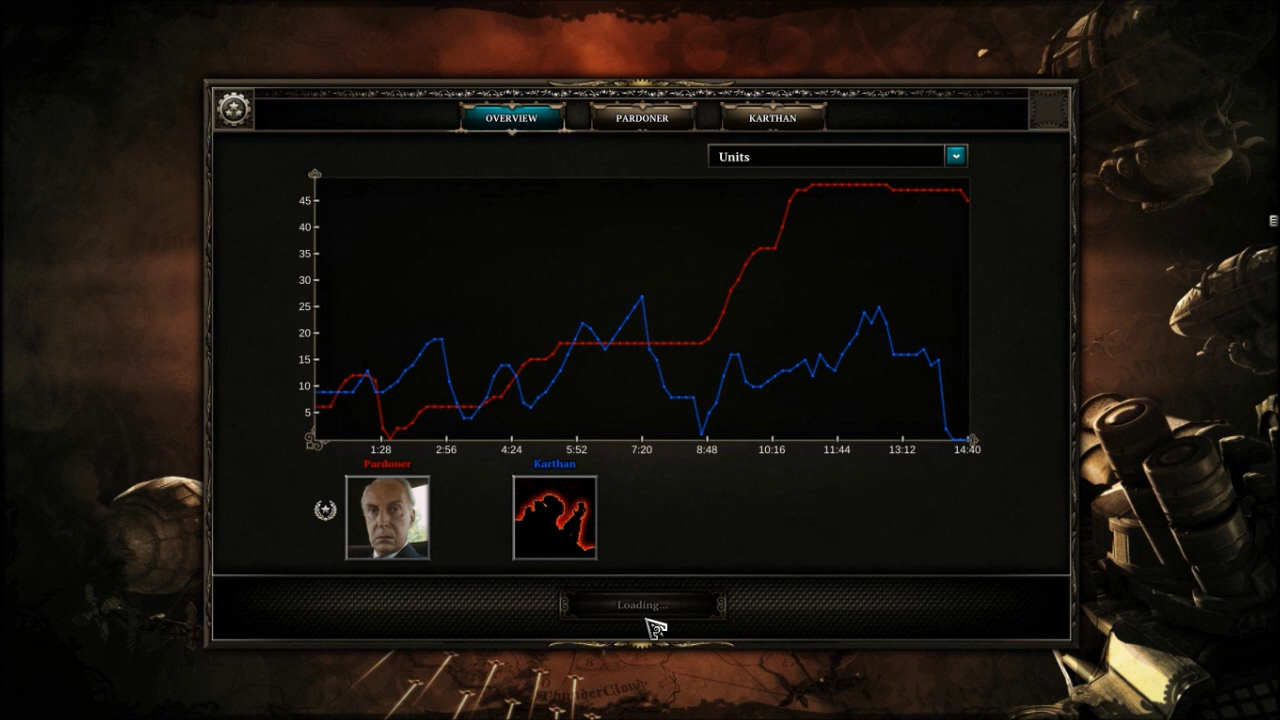 OVERVIEW PARDONER KARTHAN
Units
45
40
35
30
25
20
15
10
5
1:28 2:56 4:24 5:52 7:20 8:48 10:16 11:44 13:12 14:40
Pardoner Karthan
Loading...
ThunderCloud